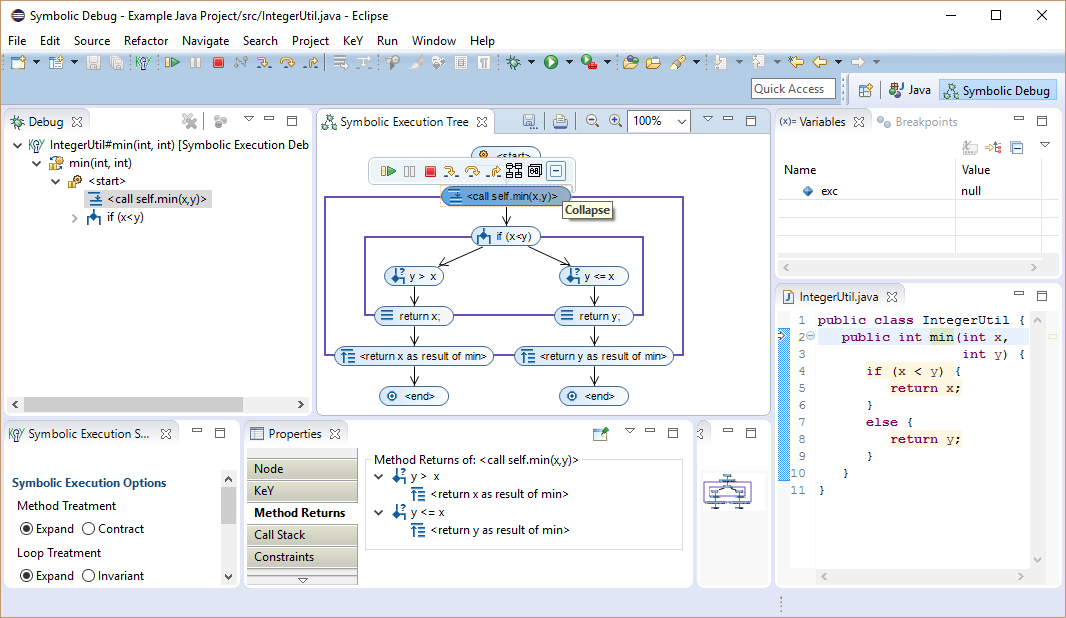 Symbolic Debug - Example Java Project/src/IntegerUtil.java - Eclipse
File Edit Source Refactor Navigate Search Project KeY Run Window Help
Quick Access
Java
Symbolic Debug
Debug
IntegerUtil#min(int, int) [Symbolic Execution Deb
min(int, int)
<start>
<call self.min(x,y)>
if (x<y)
Symbolic Execution Tree
100%
<start>
<call self.min(x,y)>
Collapse
if (x<y)
y > x
y <= x
return x;
return y;
<return x as result of min>
<return y as result of min>
<end>
<end>
(x)= Variables
Breakpoints
Name Value
exc null
IntegerUtil.java
1 public class IntegerUtil {
2 public int min(int x,
3 int y) {
4 if (x < y) {
5 return x;
6 }
7 else {
8 return y;
9 }
10 }
11 }
Symbolic Execution S...
Symbolic Execution Options
Method Treatment
Expand Contract
Loop Treatment
Expand Invariant
Properties
Node
KeY
Method Returns
Call Stack
Constraints
Method Returns of: <call self.min(x,y)>
y > x
<return x as result of min>
y <= x
<return y as result of min>